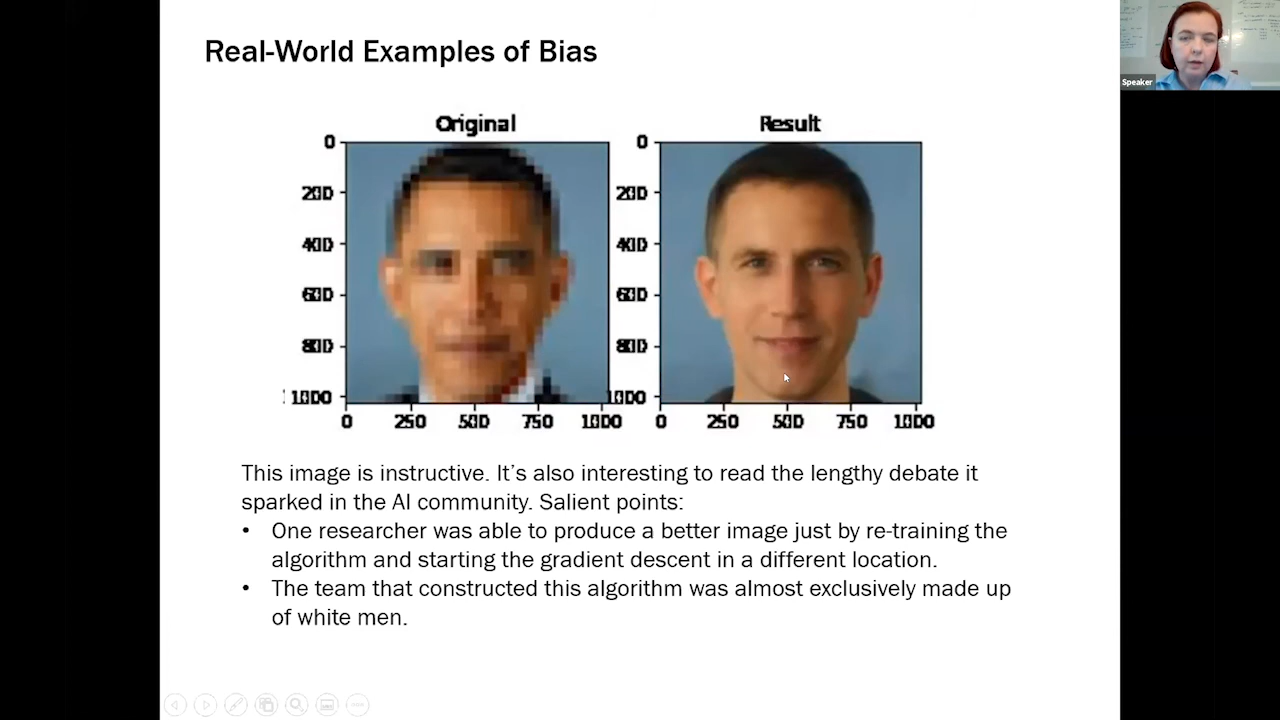 Real-World Examples of Bias
Speaker
Original
Result
0
200
400
600
800
1000
0
250
500
750
1000
0
200
400
600
800
1000
0
250
500
750
1000
This image is instructive. It’s also interesting to read the lengthy debate it
sparked in the AI community. Salient points:
• One researcher was able to produce a better image just by re-training the
algorithm and starting the gradient descent in a different location.
• The team that constructed this algorithm was almost exclusively made up
of white men.